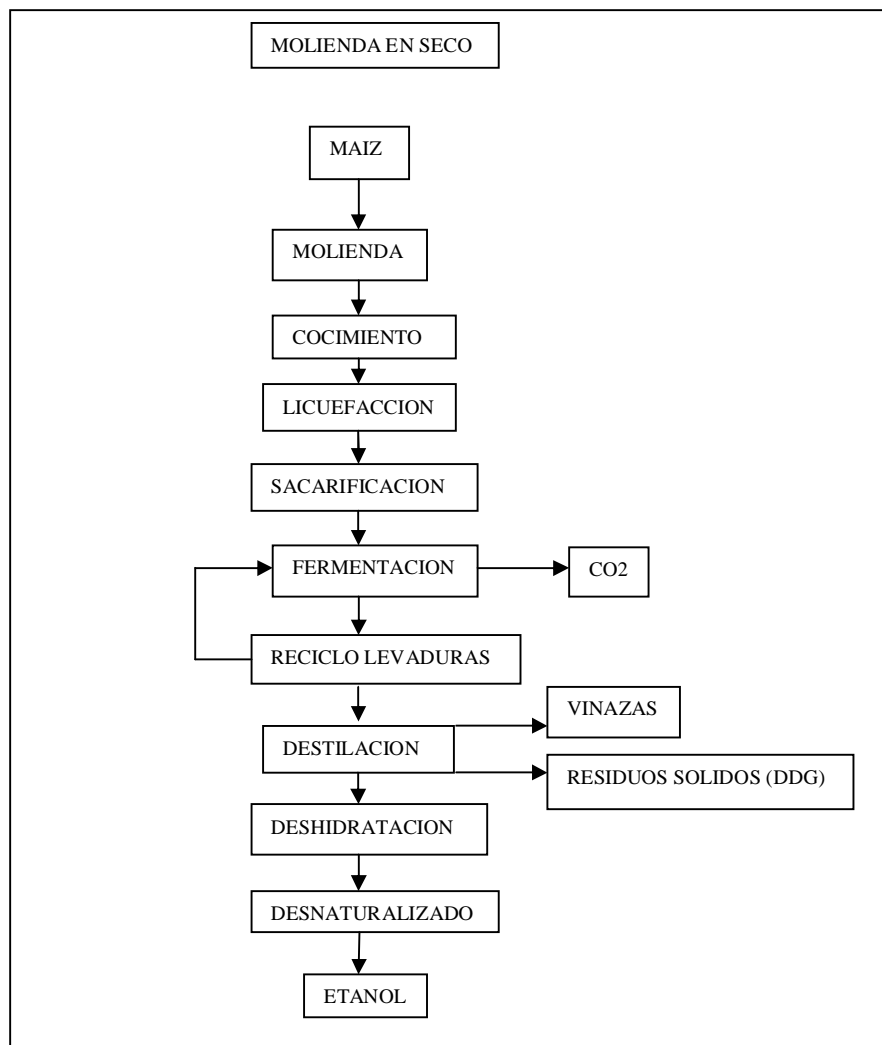 MOLIENDA EN SECO
MAIZ
MOLIENDA
COCIMIENTO
LICUEFACCION
SACARIFICACION
FERMENTACION
CO2
RECICLO LEVADURAS
VINAZAS
DESTILACION
RESIDUOS SOLIDOS (DDG)
DESHIDRATACION
DESNATURALIZADO
ETANOL